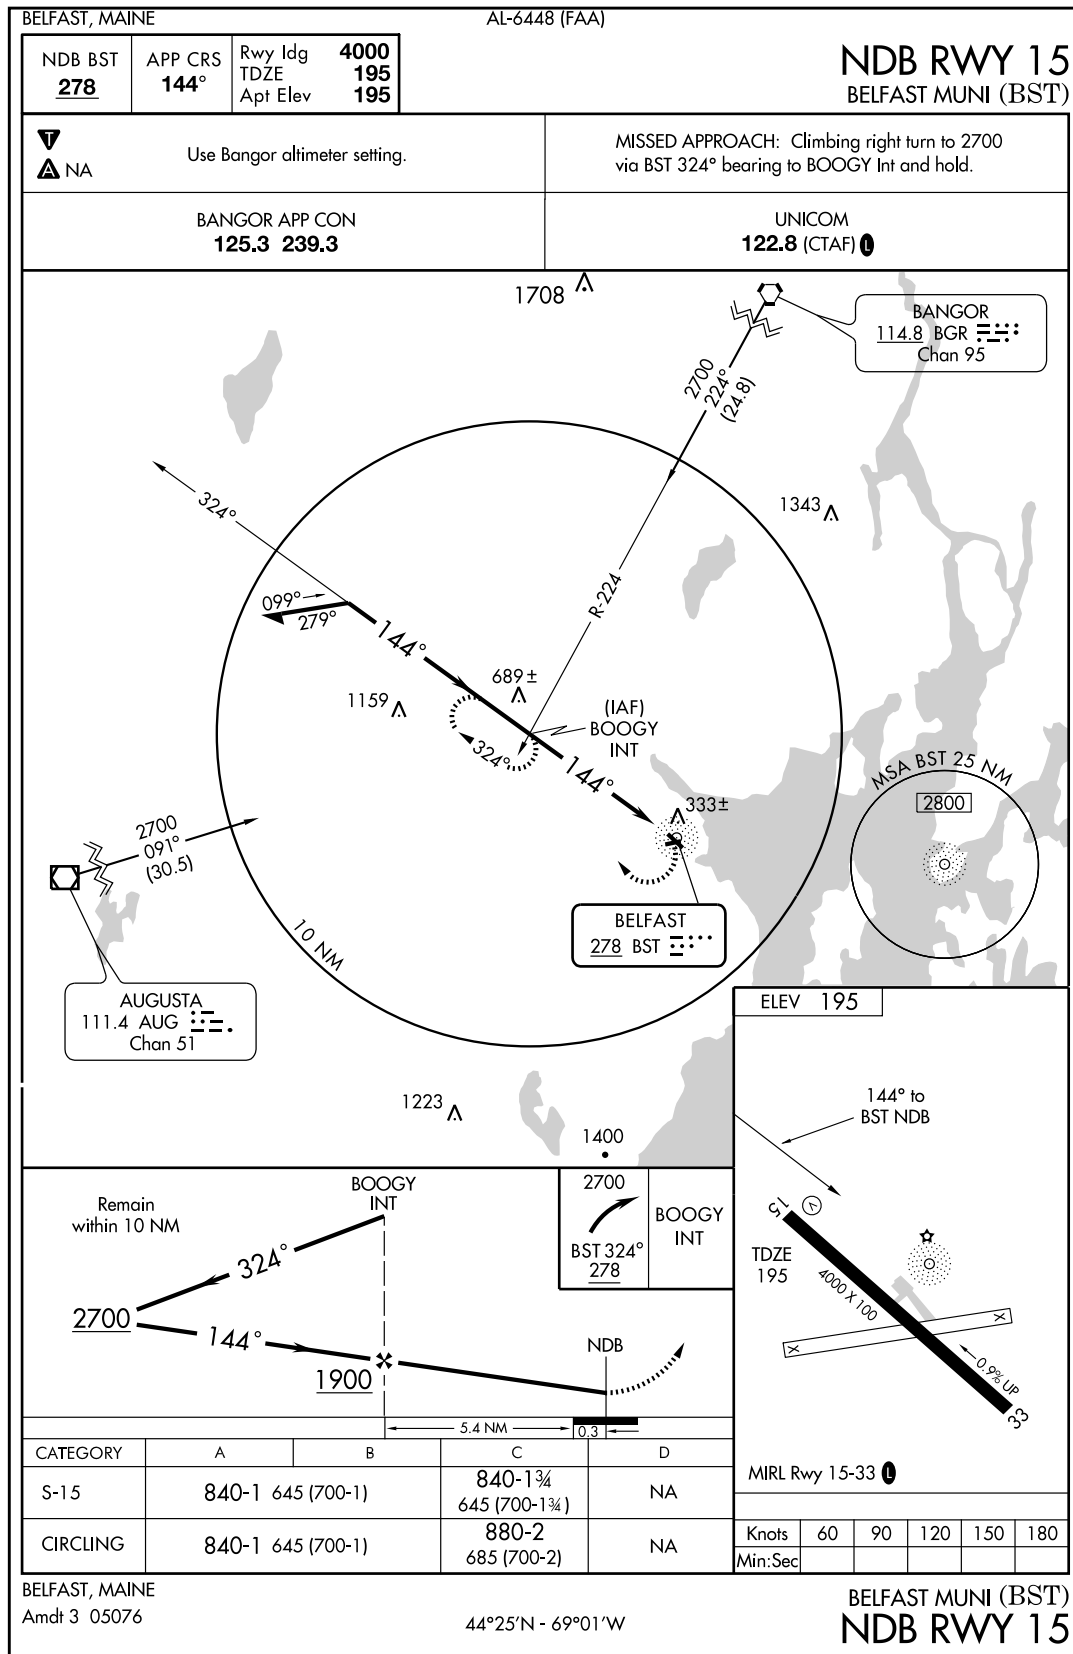 BELFAST, MAINE
AL-6448 (FAA)
NDB BST
278
APP CRS
144°
Rwy Idg 4000
TDZE 195
Apt Elev 195
NDB RWY 15
BELFAST MUNI (BST)
T
A NA
Use Bangor altimeter setting.
MISSED APPROACH: Climbing right turn to 2700
via BST 324° bearing to BOOGY Int and hold.
BANGOR APP CON
125.3 239.3
UNICOM
122.8 (CTAF) L
1708
BANGOR
114.8 BGR
Chan 95
2700
224°
(24.8)
324°
1343
R-224
099°
279°
144°
689±
1159
(IAF)
BOOGY
INT
324°
144°
333±
MSA BST 25 NM
2800
2700
091°
(30.5)
BELFAST
278 BST
10 NM
AUGUSTA
111.4 AUG
Chan 51
1223
1400
ELEV 195
144° to
BST NDB
15
V
TDZE
195
4000 X 100
X
X
0.9% UP
33
MIRL Rwy 15-33 L
Remain
within 10 NM
BOOGY
INT
2700
BST 324°
278
BOOGY
INT
324°
2700
144°
1900
NDB
5.4 NM
0.3
CATEGORY A B C D
S-15 840-1 645 (700-1) 840-1¾ 645 (700-1¾) NA
CIRCLING 840-1 645 (700-1) 880-2 685 (700-2) NA
Knots 60 90 120 150 180
Min:Sec
BELFAST, MAINE
Amdt 3 05076
44°25'N - 69°01'W
BELFAST MUNI (BST)
NDB RWY 15